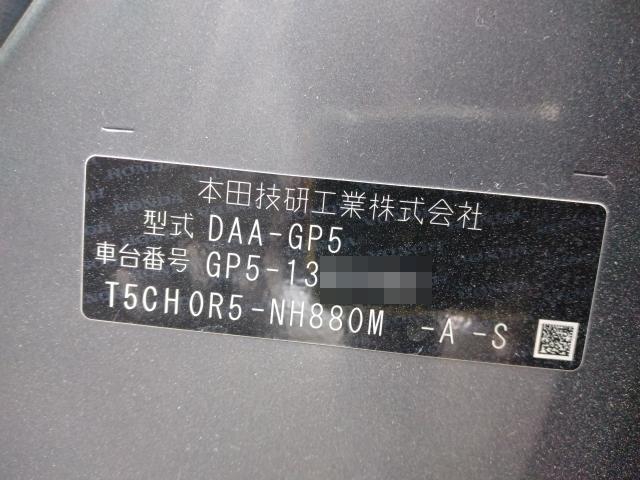 本田技研工業株式会社
型式 DAA-GP5
車台番号 GP5-13
T5CH0R5-NH880M -A -S